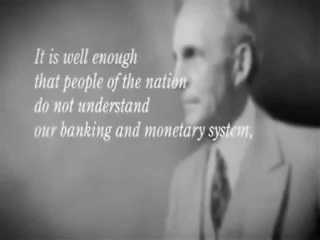 It is well enough
that people of the nation
do not understand
our banking and monetary system,